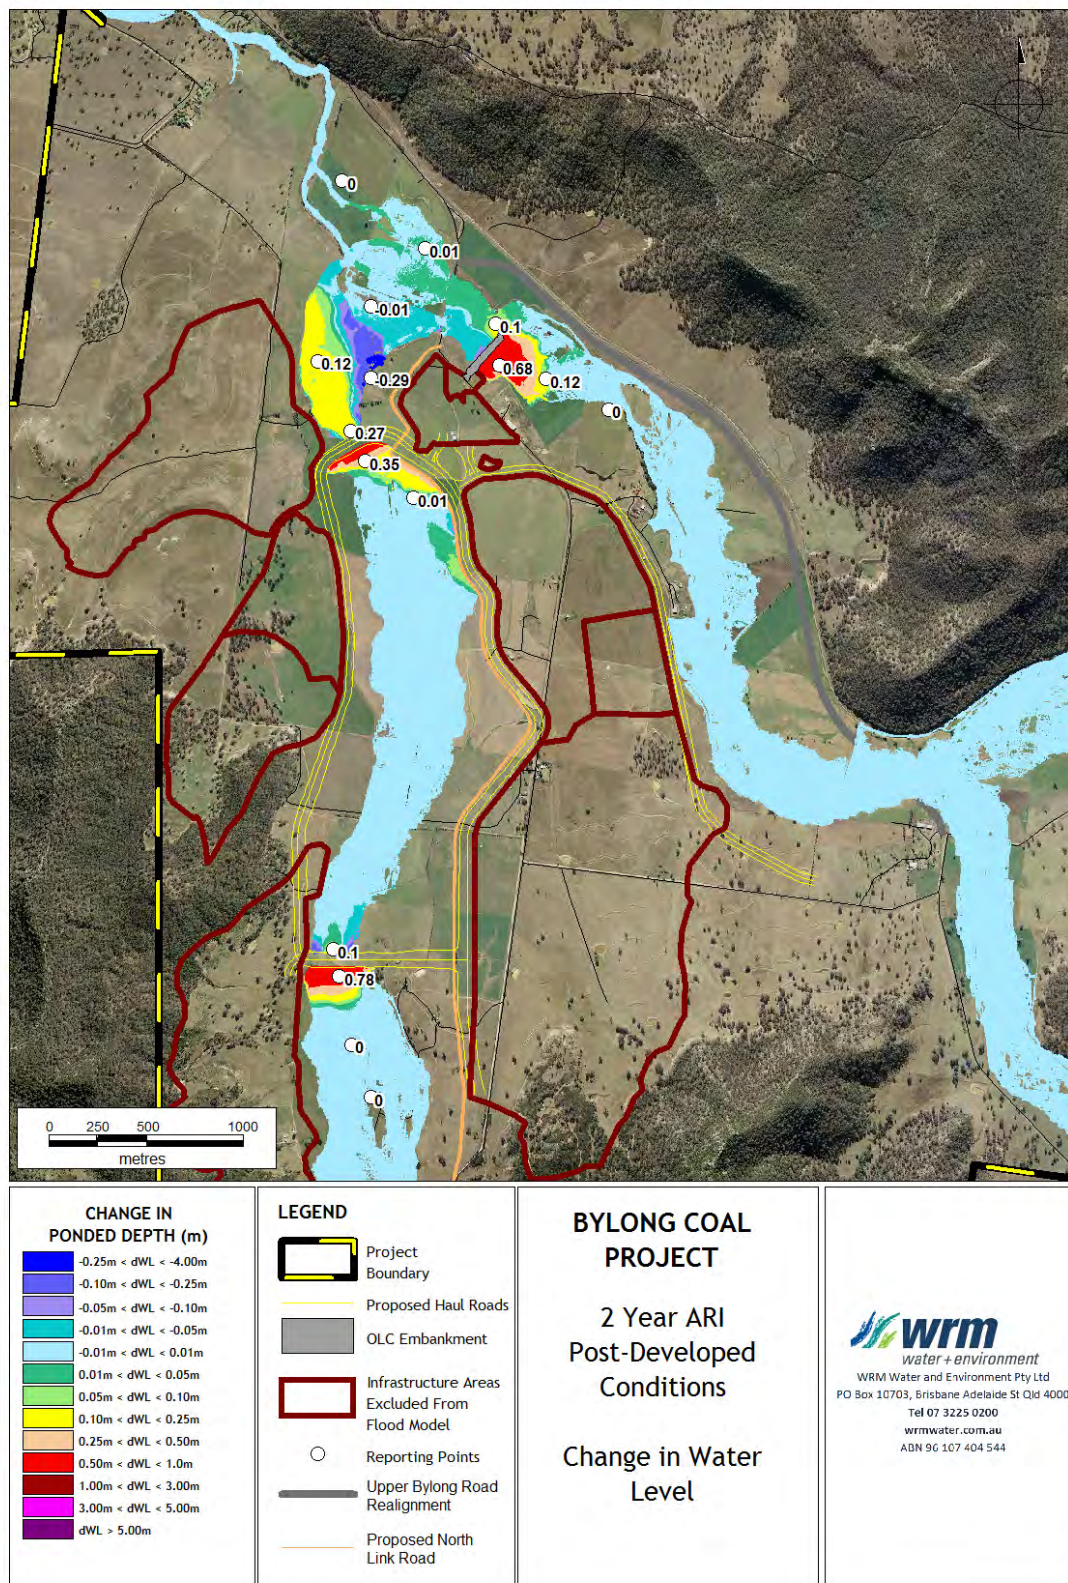 0
0.01
-0.01
0.1
0.12
0.68
-0.29
0.12
0
0.27
0.35
0.01
0.1
0.78
0
0
0 250 500 1000
metres
CHANGE IN
PONDED DEPTH (m)
-0.25m < dWL < -4.00m
-0.10m < dWL < -0.25m
-0.05m < dWL < -0.10m
-0.01m < dWL < -0.05m
-0.01m < dWL < 0.01m
0.01m < dWL < 0.05m
0.05m < dWL < 0.10m
0.10m < dWL < 0.25m
0.25m < dWL < 0.50m
0.50m < dWL < 1.0m
1.00m < dWL < 3.00m
3.00m < dWL < 5.00m
dWL > 5.00m
LEGEND
Project
Boundary
Proposed Haul Roads
OLC Embankment
Infrastructure Areas
Excluded From
Flood Model
Reporting Points
Upper Bylong Road
Realignment
Proposed North
Link Road
BYLONG COAL
PROJECT
2 Year ARI
Post-Developed
Conditions
Change in Water
Level
wrm
water+environment
WRM Water and Environment Pty Ltd
PO Box 10703, Brisbane Adelaide St Qld 4000
Tel 07 3225 0200
wrmwater.com.au
ABN 96 107 404 544